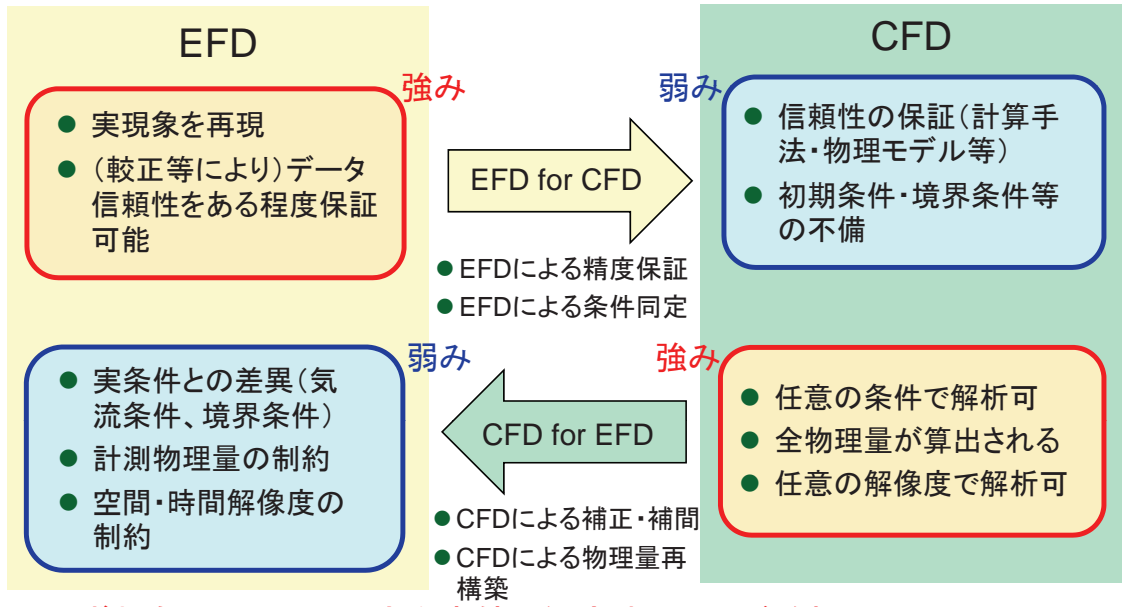 EFD
強み
● 実現象を再現
● （較正等により）データ
信頼性をある程度保証
可能
弱み
● 実条件との差異（気
流条件、境界条件）
● 計測物理量の制約
● 空間・時間解像度の
制約
EFD for CFD
● EFDによる精度保証
● EFDによる条件同定
CFD for EFD
● CFDによる補正・補間
● CFDによる物理量再
構築
CFD
弱み
● 信頼性の保証（計算手
法・物理モデル等）
● 初期条件・境界条件等
の不備
強み
● 任意の条件で解析可
● 全物理量が算出される
● 任意の解像度で解析可